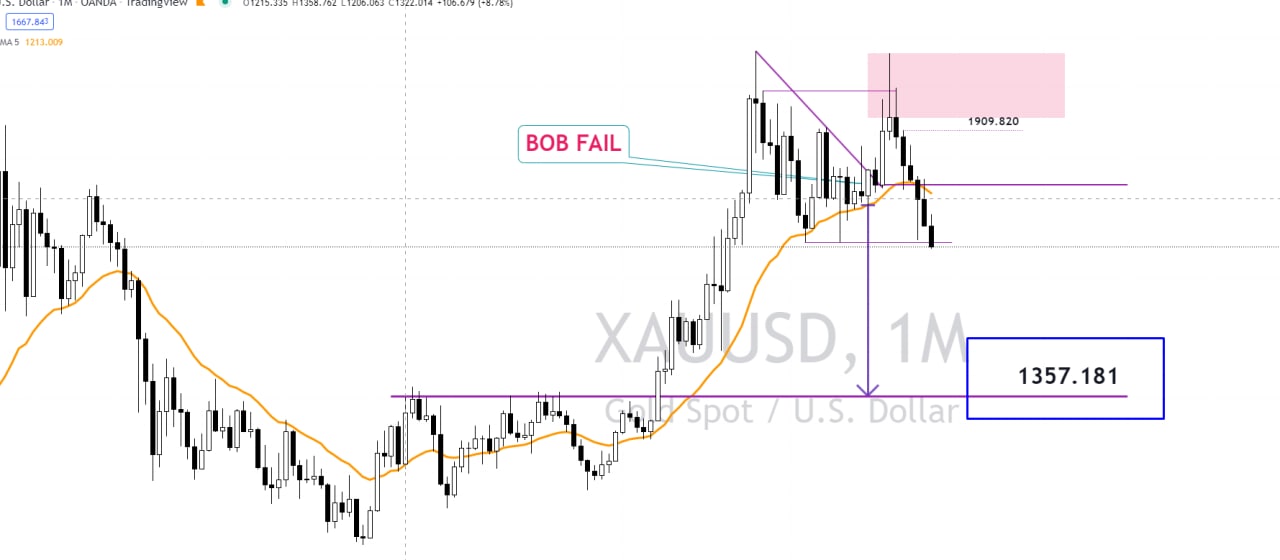 U.S. Dollar · 1M · OANDA · TradingView O1215.335 H1358.762 L1206.063 C1322.014 +106.679 (+8.78%)
1667.843
MA 5 1213.009
1909.820
BOB FAIL
XAUUSD, 1M
1357.181
Gold Spot / U.S. Dollar